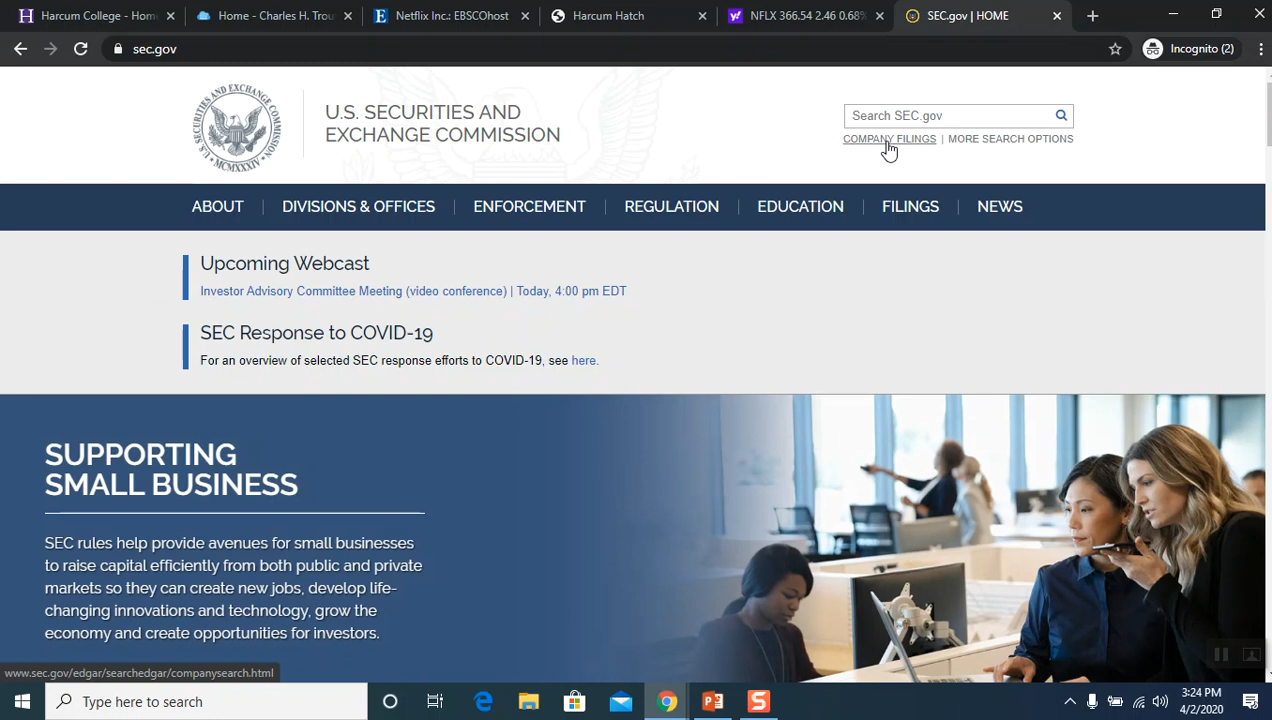 Harcum College - Hom
Home - Charles H. Trou
Netflix Inc.: EBSCOhost
Harcum Hatch
NFLX 366.54 2.46 0.68%
SEC.gov | HOME
sec.gov
Incognito (2)
U.S. SECURITIES AND EXCHANGE COMMISSION
MCMXXXIV
U.S. SECURITIES AND
EXCHANGE COMMISSION
Search SEC.gov
COMPANY FILINGS | MORE SEARCH OPTIONS
ABOUT
DIVISIONS & OFFICES
ENFORCEMENT
REGULATION
EDUCATION
FILINGS
NEWS
Upcoming Webcast
Investor Advisory Committee Meeting (video conference) | Today, 4:00 pm EDT
SEC Response to COVID-19
For an overview of selected SEC response efforts to COVID-19, see here.
SUPPORTING
SMALL BUSINESS
SEC rules help provide avenues for small businesses
to raise capital efficiently from both public and private
markets so they can create new jobs, develop life-
changing innovations and technology, grow the
economy and create opportunities for investors.
www.sec.gov/edgar/searchedgar/companysearch.html
Type here to search
3:24 PM
4/2/2020